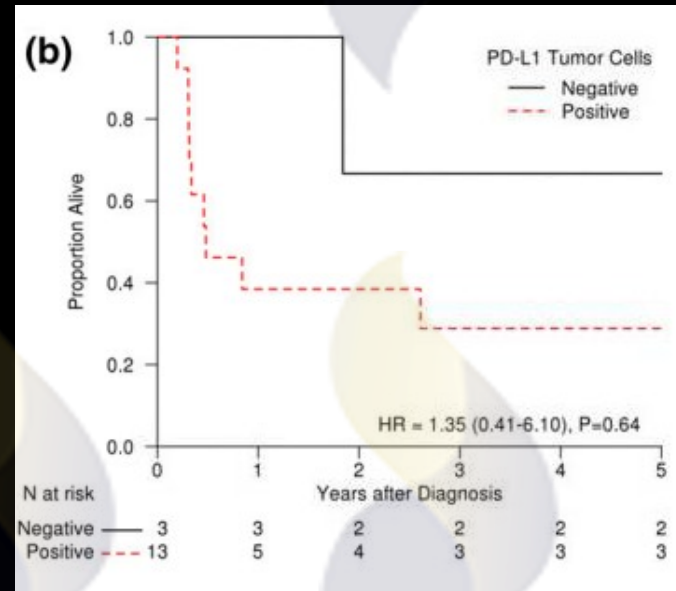 (b)
PD-L1 Tumor Cells
Negative
Positive
Proportion Alive
1.0
0.8
0.6
0.4
0.2
0.0
HR = 1.35 (0.41-6.10), P=0.64
0 1 2 3 4 5
N at risk Years after Diagnosis
Negative 3 3 2 2 2 2
Positive 13 5 4 3 3 3